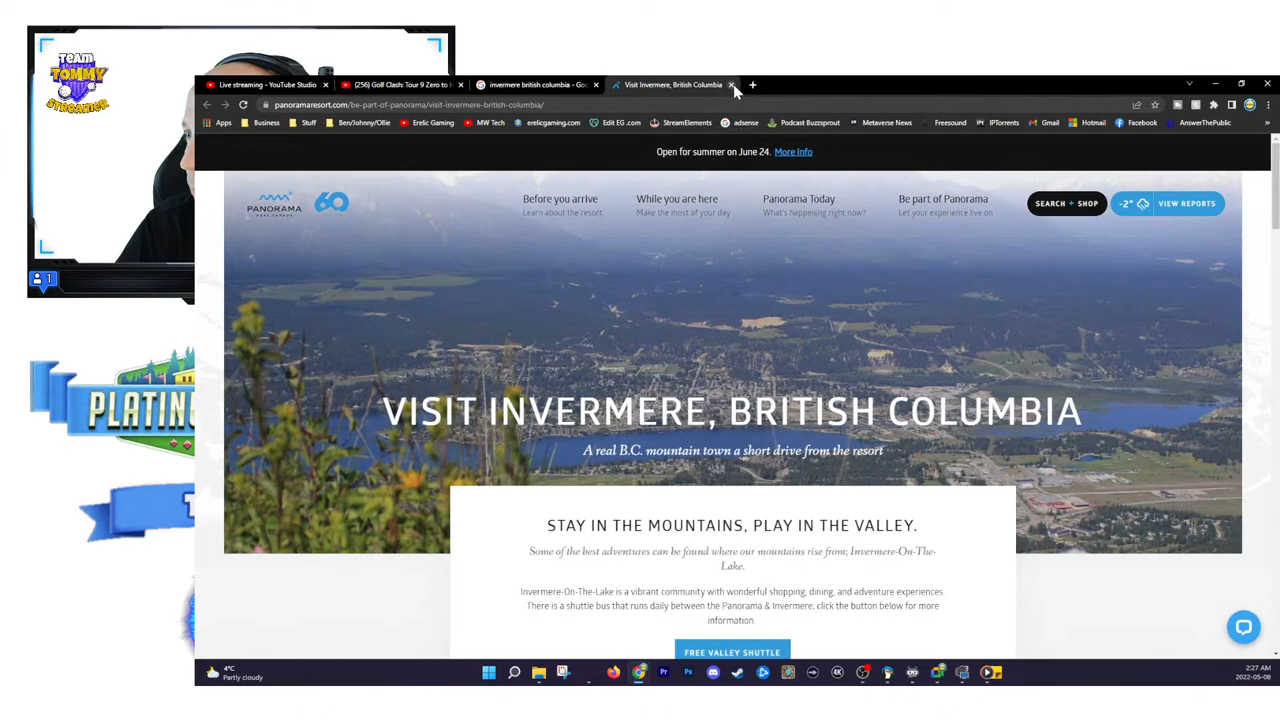 TEAM
TOMMY
STREAMER
1
PLATIN
T
Live streaming - YouTube Studio
(256) Golf Clash: Tour 9 Zero to H
invermere british columbia - Goo
Visit Invermere, British Columbia
panoramaresort.com/be-part-of-panorama/visit-invermere-british-columbia/
Apps
Business
Stuff
Ben/Johnny/Ollie
Erelic Gaming
MW Tech
erelicgaming.com
Edit EG .com
StreamElements
adsense
Podcast Buzzsprout
Metaverse News
Freesound
IPTorrents
Gmail
Hotmail
Facebook
AnswerThePublic
»
Open for summer on June 24. More Info
PANORAMA
60
Before you arrive
Learn about the resort.
While you are here
Make the most of your day
Panorama Today
What's happening right now?
Be part of Panorama
Let your experience live on
SEARCH + SHOP
-2° VIEW REPORTS
VISIT INVERMERE, BRITISH COLUMBIA
A real B.C. mountain town a short drive from the resort
STAY IN THE MOUNTAINS, PLAY IN THE VALLEY.
Some of the best adventures can be found where our mountains rise from; Invermere-On-The-
Lake.
Invermere-On-The-Lake is a vibrant community with wonderful shopping, dining, and adventure experiences.
There is a shuttle bus that runs daily between the Panorama & Invermere; click the button below for more
information.
FREE VALLEY SHUTTLE
4°C
Partly cloudy
Pr
Ps
4K
2:27 AM
2022-05-08